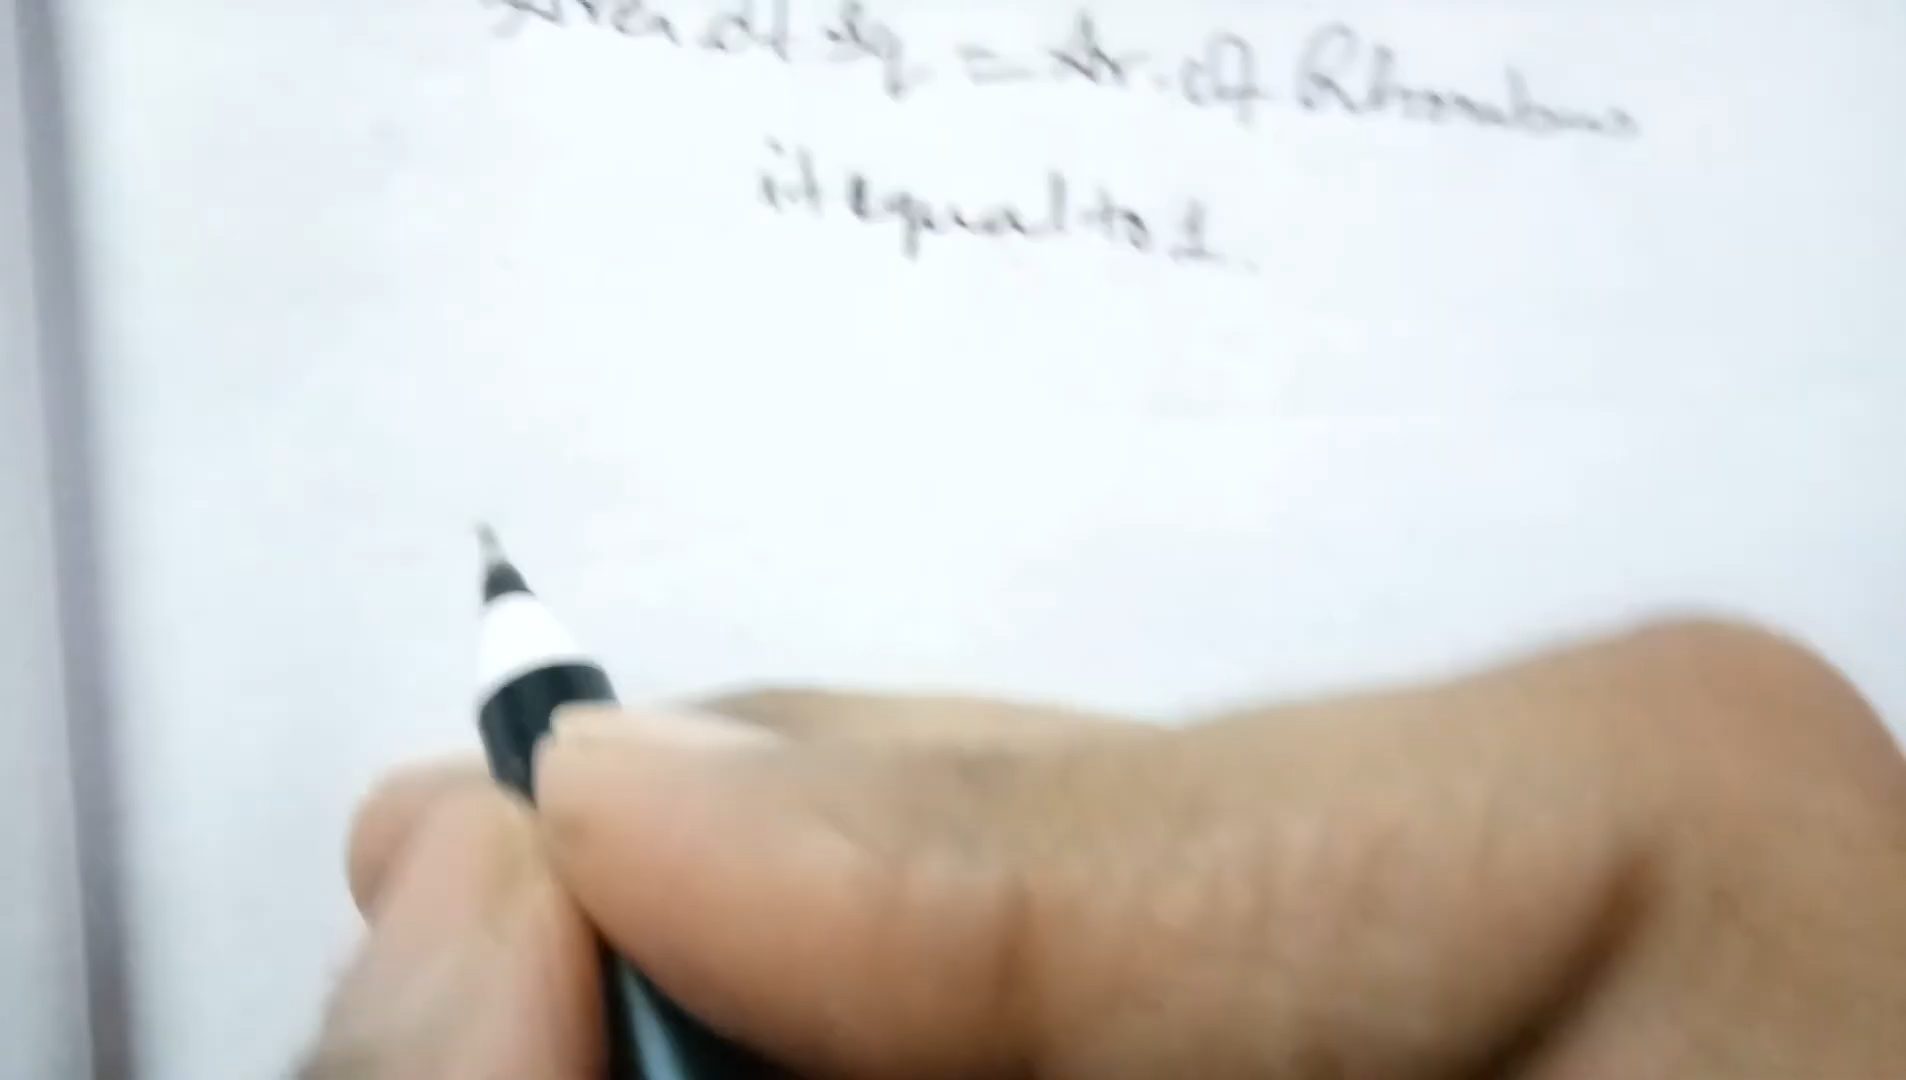 Area of sq. = Ar. of Rhombus
it equal to 1.